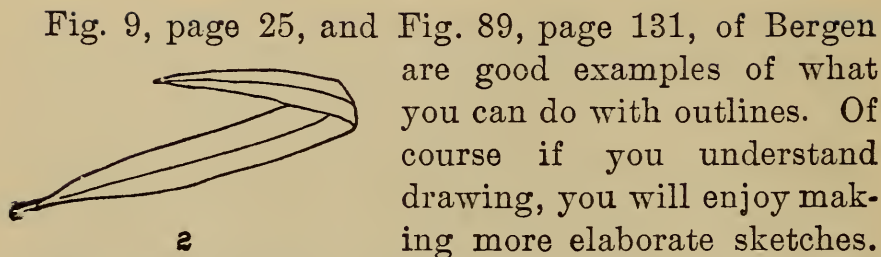 Fig. 9, page 25, and Fig. 89, page 131, of Bergen
are good examples of what
you can do with outlines. Of
course if you understand
drawing, you will enjoy mak-
ing more elaborate sketches.
2